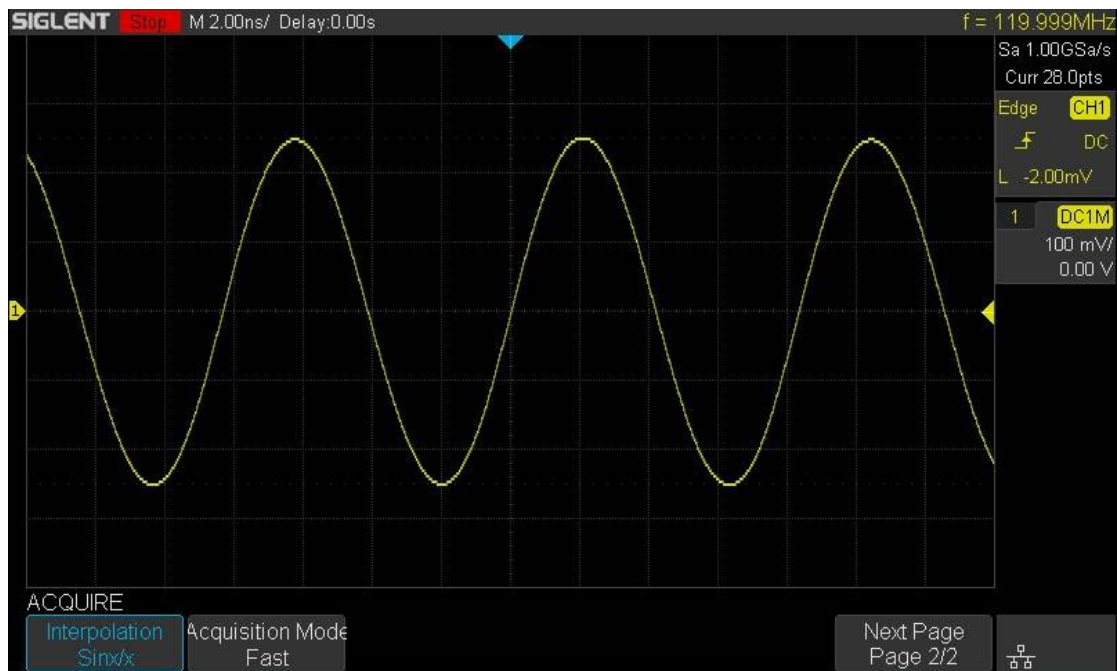 SIGLENT Stop M 2.00ns/ Delay:0.00s f = 119.999MHz
Sa 1.00GSa/s
Curr 28.0pts
Edge CH1
DC
L -2.00mV
1 DC1M
100 mV/
0.00 V
1
ACQUIRE
Interpolation
Sinx/x
Acquisition Mode
Fast
Next Page
Page 2/2